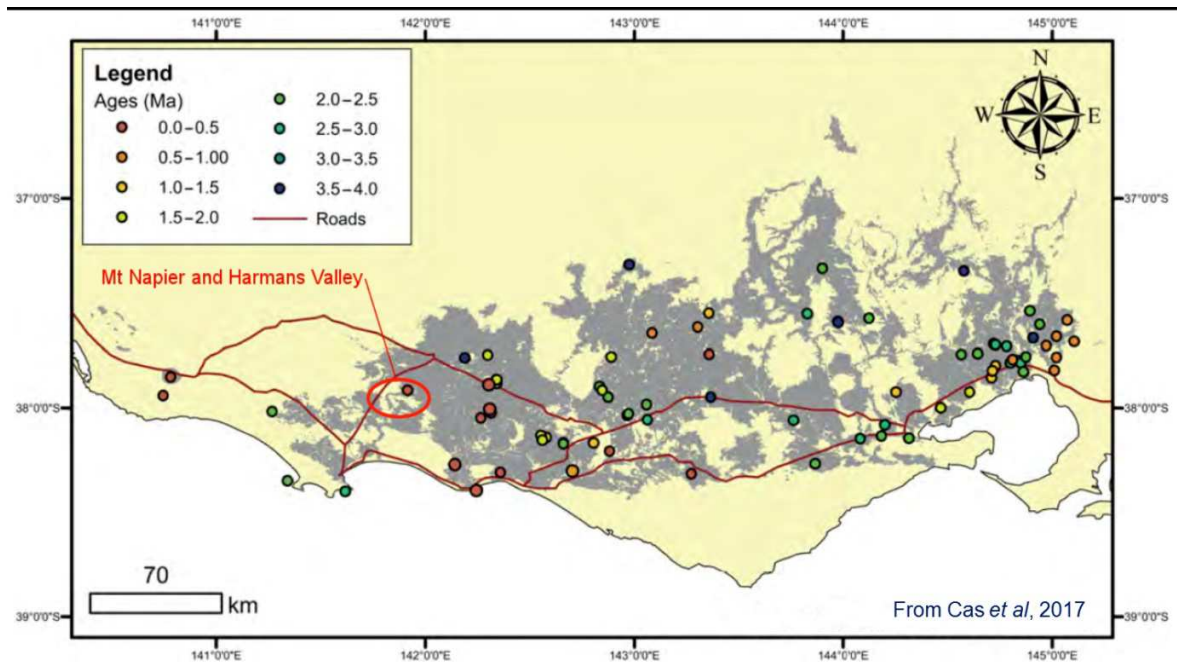 141°0'0"E 142°0'0"E 143°0'0"E 144°0'0"E 145°0'0"E
Legend
Ages (Ma)
0.0–0.5
0.5–1.00
1.0–1.5
1.5–2.0
2.0–2.5
2.5–3.0
3.0–3.5
3.5–4.0
Roads
N
W E
S
37°0'0"S 37°0'0"S
Mt Napier and Harmans Valley
38°0'0"S 38°0'0"S
70
km
From Cas et al, 2017
39°0'0"S 39°0'0"S
141°0'0"E 142°0'0"E 143°0'0"E 144°0'0"E 145°0'0"E